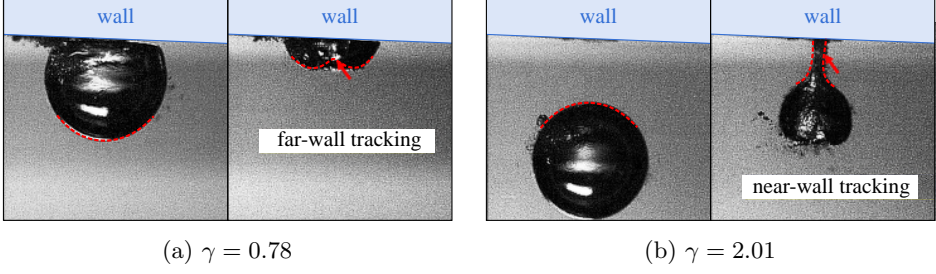 wall
wall
wall
wall
far-wall tracking
near-wall tracking
(a) γ = 0.78
(b) γ = 2.01